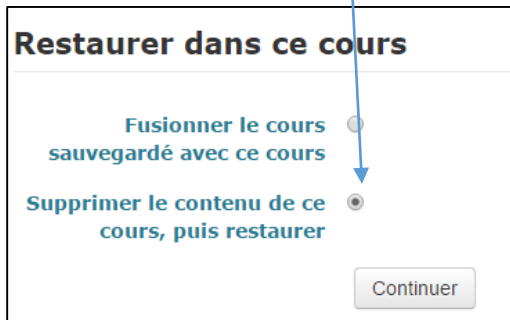 Restaurer dans ce cours
Fusionner le cours
sauvegardé avec ce cours
Supprimer le contenu de ce
cours, puis restaurer
Continuer